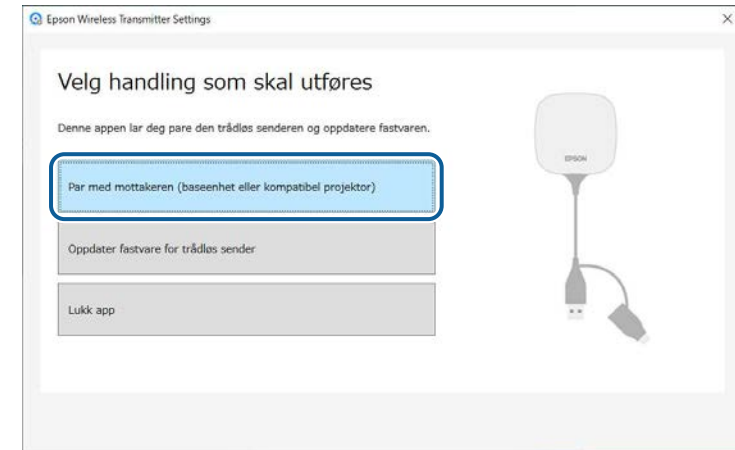 Epson Wireless Transmitter Settings
Velg handling som skal utføres
Denne appen lar deg pare den trådløs senderen og oppdatere fastvaren.
EPSON
Par med mottakeren (baseenhet eller kompatibel projektor)
Oppdater fastvare for trådløs sender
Lukk app